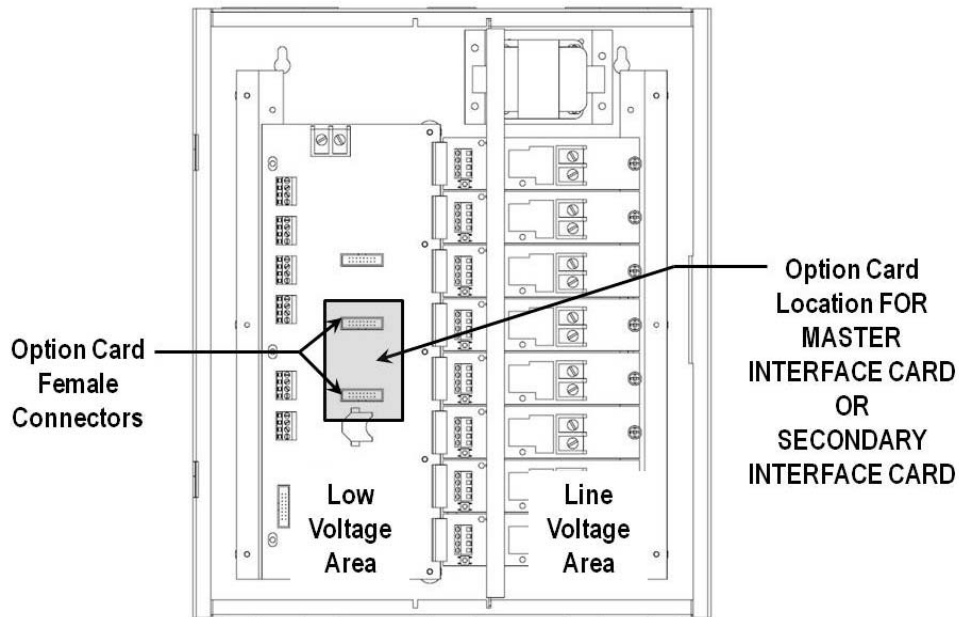 Option Card
Female
Connectors
Low
Voltage
Area
Line
Voltage
Area
Option Card
Location FOR
MASTER
INTERFACE CARD
OR
SECONDARY
INTERFACE CARD